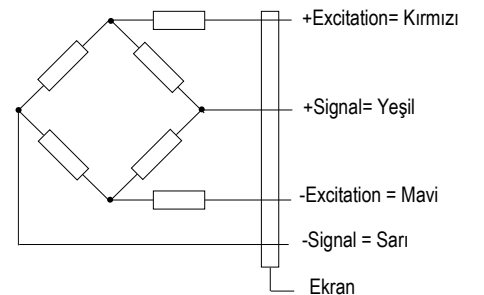 +Excitation= Kırmızı
+Signal= Yeşil
-Excitation = Mavi
-Signal = Sarı
Ekran